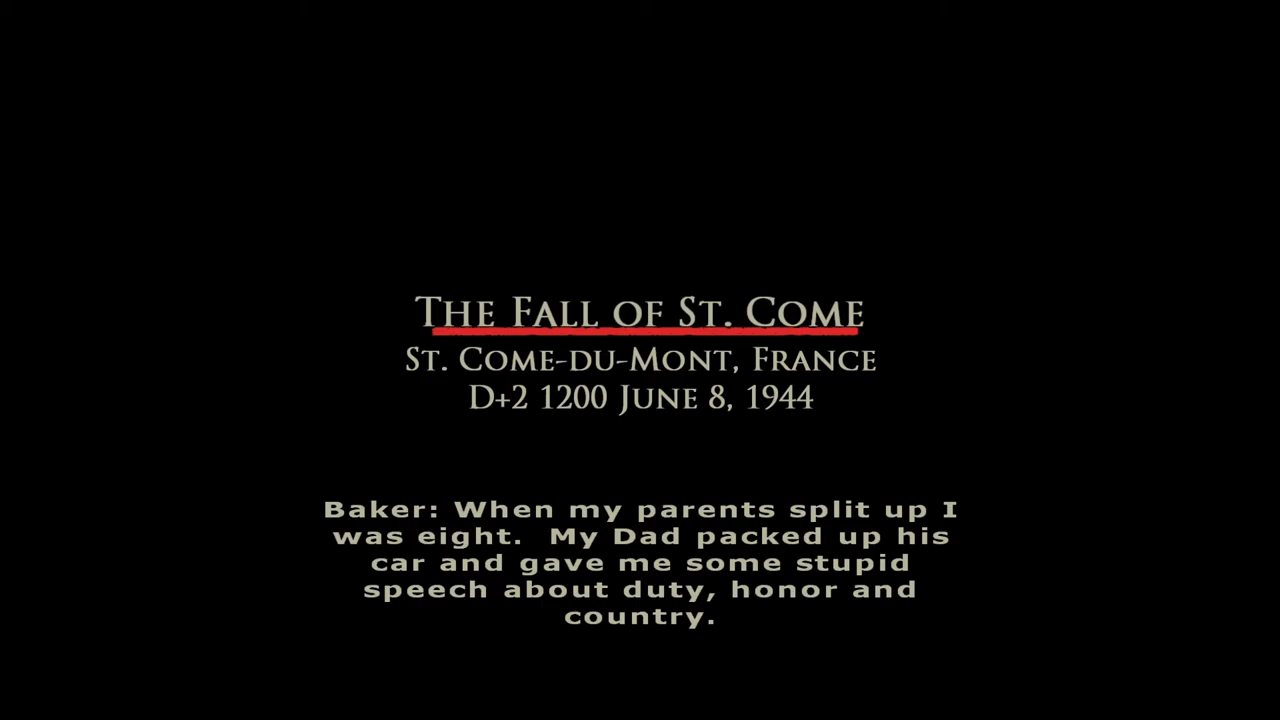 The Fall of St. Come
St. Come-du-Mont, France
D+2 1200 June 8, 1944
Baker: When my parents split up I
was eight.  My Dad packed up his
car and gave me some stupid
speech about duty, honor and
country.